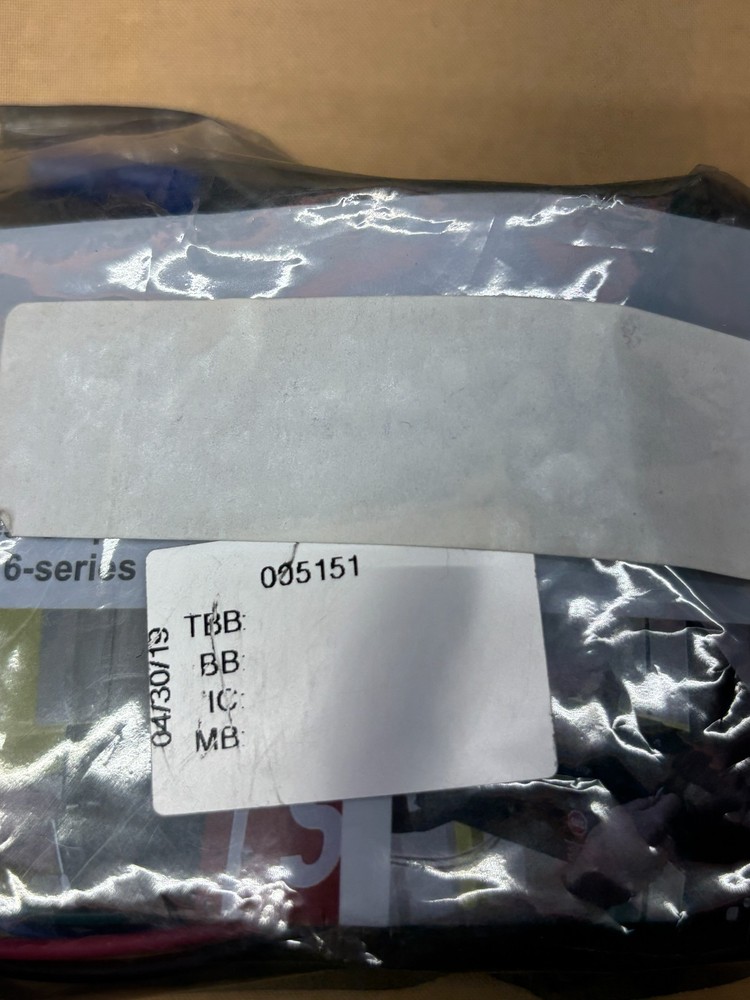 6-series
005151
TBB:
BB:
IC:
MB:
04/30/19